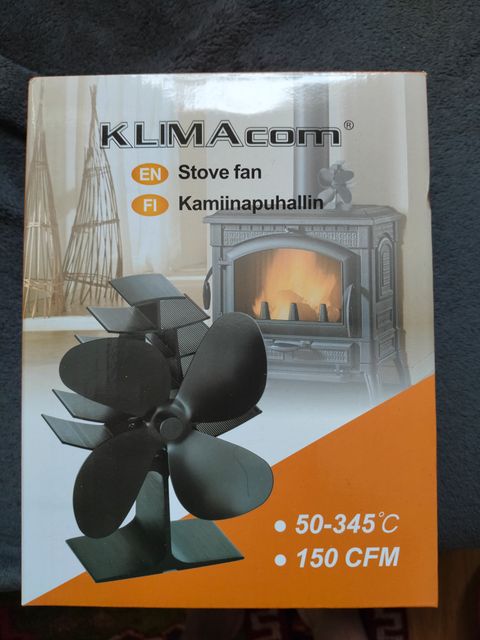 KLIMAcom®
EN Stove fan
FI Kamiinapuhallin
● 50-345°C
● 150 CFM